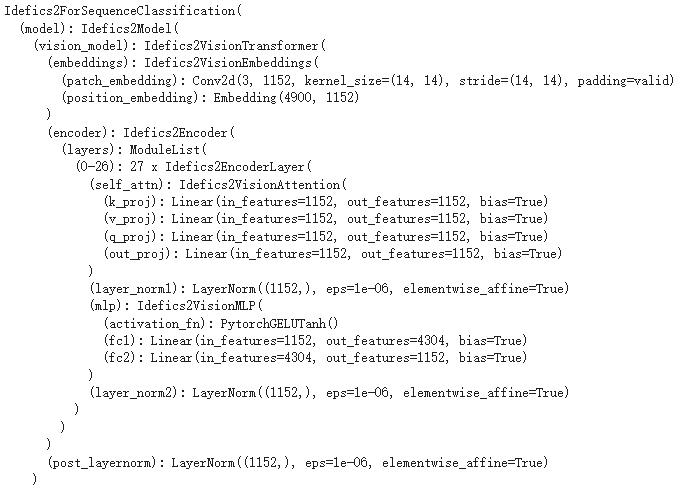 Idefics2ForSequenceClassification(
  (model): Idefics2Model(
    (vision_model): Idefics2VisionTransformer(
      (embeddings): Idefics2VisionEmbeddings(
        (patch_embedding): Conv2d(3, 1152, kernel_size=(14, 14), stride=(14, 14), padding=valid)
        (position_embedding): Embedding(4900, 1152)
      )
      (encoder): Idefics2Encoder(
        (layers): ModuleList(
          (0-26): 27 x Idefics2EncoderLayer(
            (self_attn): Idefics2VisionAttention(
              (k_proj): Linear(in_features=1152, out_features=1152, bias=True)
              (v_proj): Linear(in_features=1152, out_features=1152, bias=True)
              (q_proj): Linear(in_features=1152, out_features=1152, bias=True)
              (out_proj): Linear(in_features=1152, out_features=1152, bias=True)
            )
            (layer_norm1): LayerNorm((1152,), eps=1e-06, elementwise_affine=True)
            (mlp): Idefics2VisionMLP(
              (activation_fn): PytorchGELUTanh()
              (fc1): Linear(in_features=1152, out_features=4304, bias=True)
              (fc2): Linear(in_features=4304, out_features=1152, bias=True)
            )
            (layer_norm2): LayerNorm((1152,), eps=1e-06, elementwise_affine=True)
          )
        )
      )
      (post_layernorm): LayerNorm((1152,), eps=1e-06, elementwise_affine=True)
    )